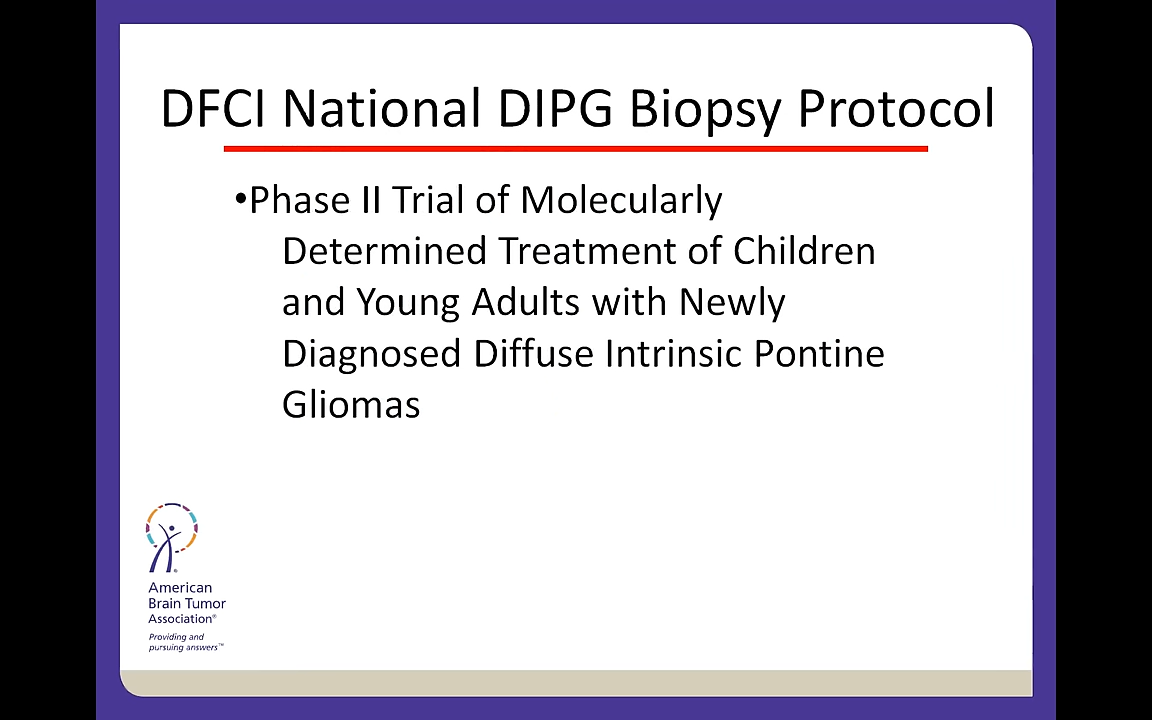 DFCI National DIPG Biopsy Protocol
•Phase II Trial of Molecularly
Determined Treatment of Children
and Young Adults with Newly
Diagnosed Diffuse Intrinsic Pontine
Gliomas
American
Brain Tumor
Association®
Providing and
pursuing answers™